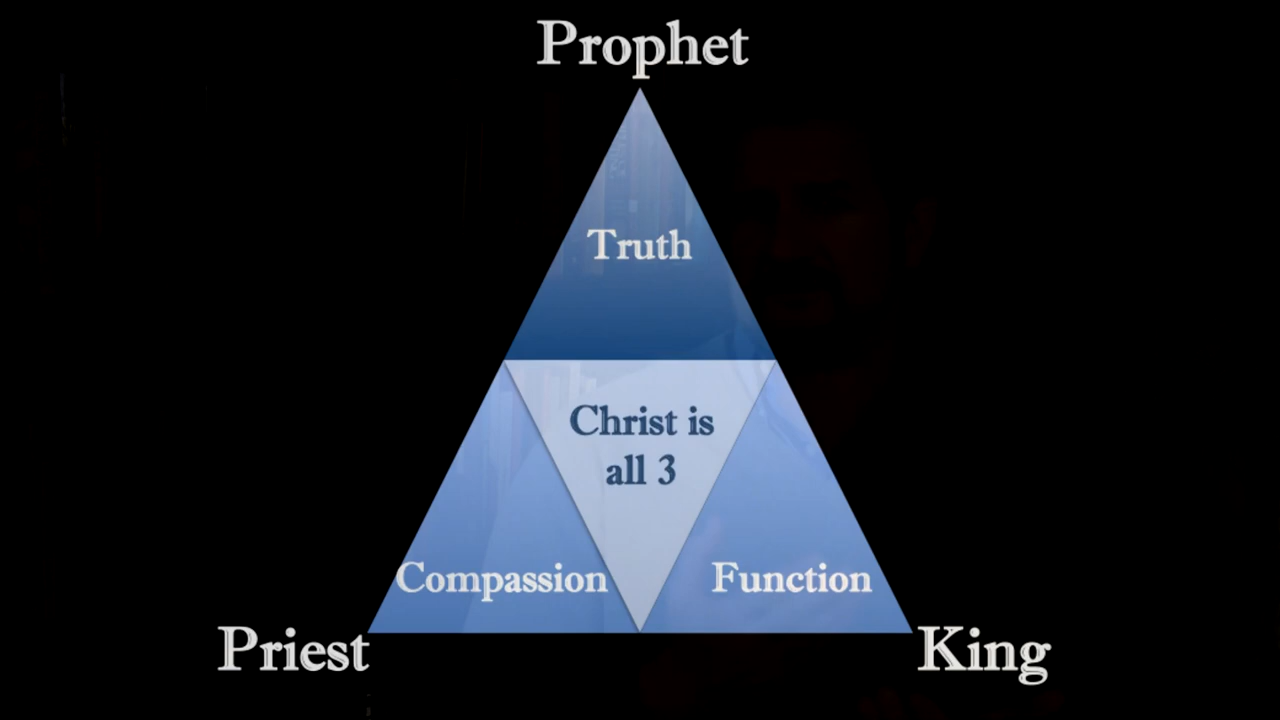 Prophet
Truth
Christ is
all 3
Compassion
Function
Priest
King